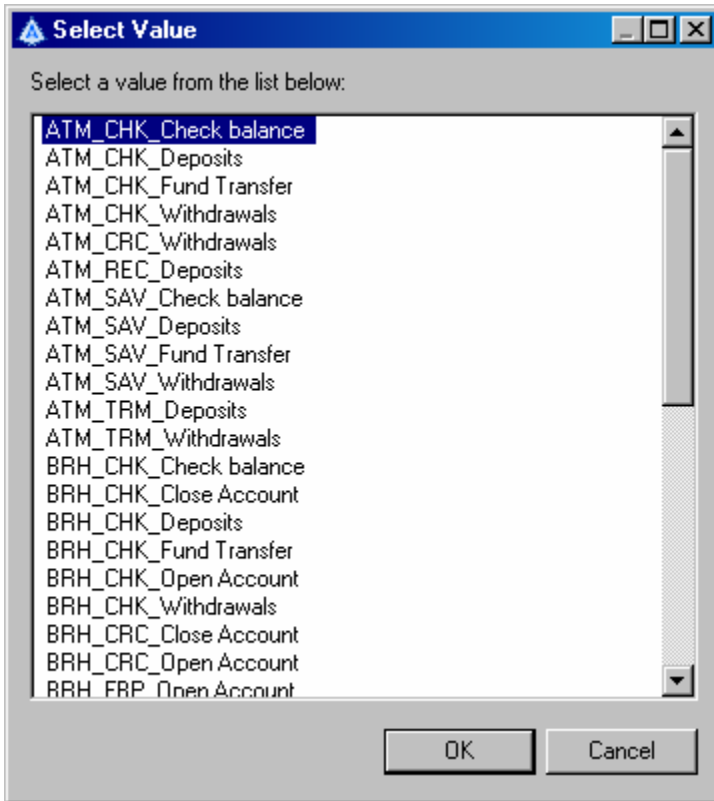 Select Value
Select a value from the list below:
ATM_CHK_Check balance
ATM_CHK_Deposits
ATM_CHK_Fund Transfer
ATM_CHK_Withdrawals
ATM_CRC_Withdrawals
ATM_REC_Deposits
ATM_SAV_Check balance
ATM_SAV_Deposits
ATM_SAV_Fund Transfer
ATM_SAV_Withdrawals
ATM_TRM_Deposits
ATM_TRM_Withdrawals
BRH_CHK_Check balance
BRH_CHK_Close Account
BRH_CHK_Deposits
BRH_CHK_Fund Transfer
BRH_CHK_Open Account
BRH_CHK_Withdrawals
BRH_CRC_Close Account
BRH_CRC_Open Account
BRH_FRP_Open Account
OK Cancel